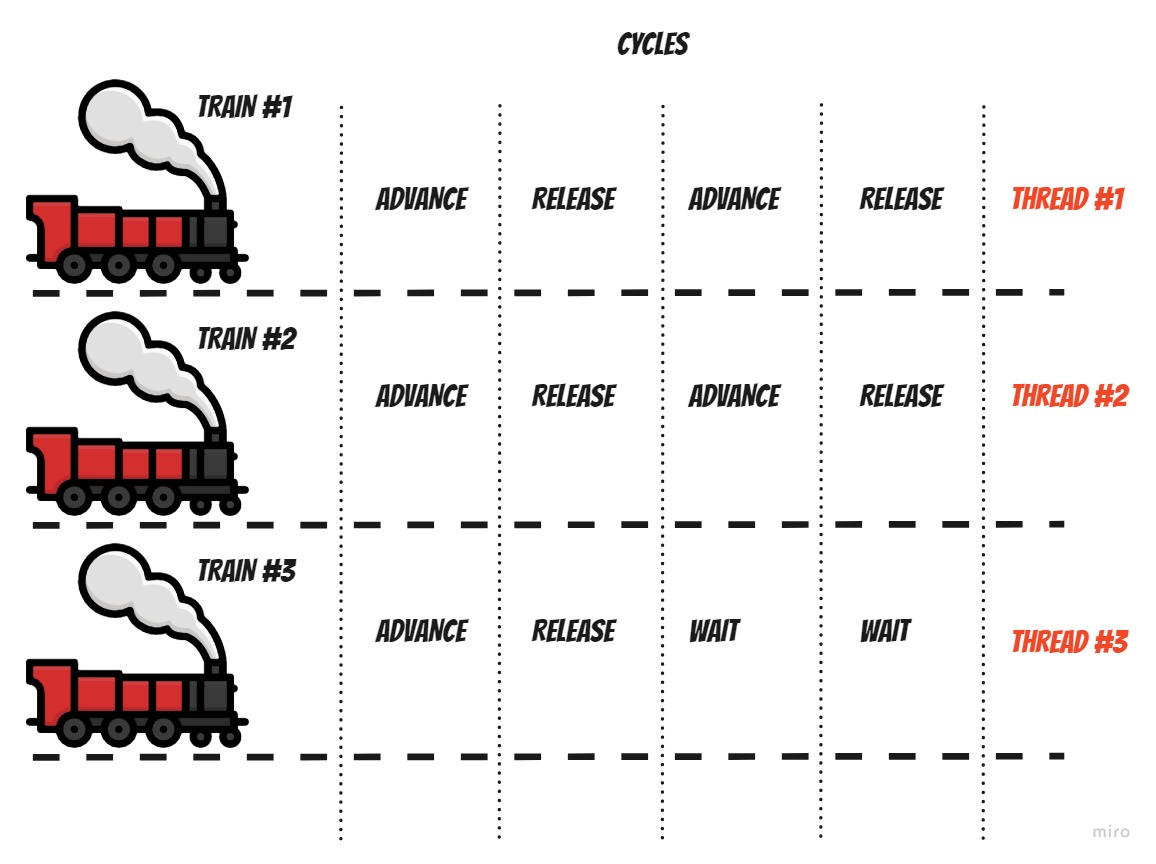 CYCLES
TRAIN #1
ADVANCE RELEASE ADVANCE RELEASE THREAD #1
TRAIN #2
ADVANCE RELEASE ADVANCE RELEASE THREAD #2
TRAIN #3
ADVANCE RELEASE WAIT WAIT THREAD #3
miro